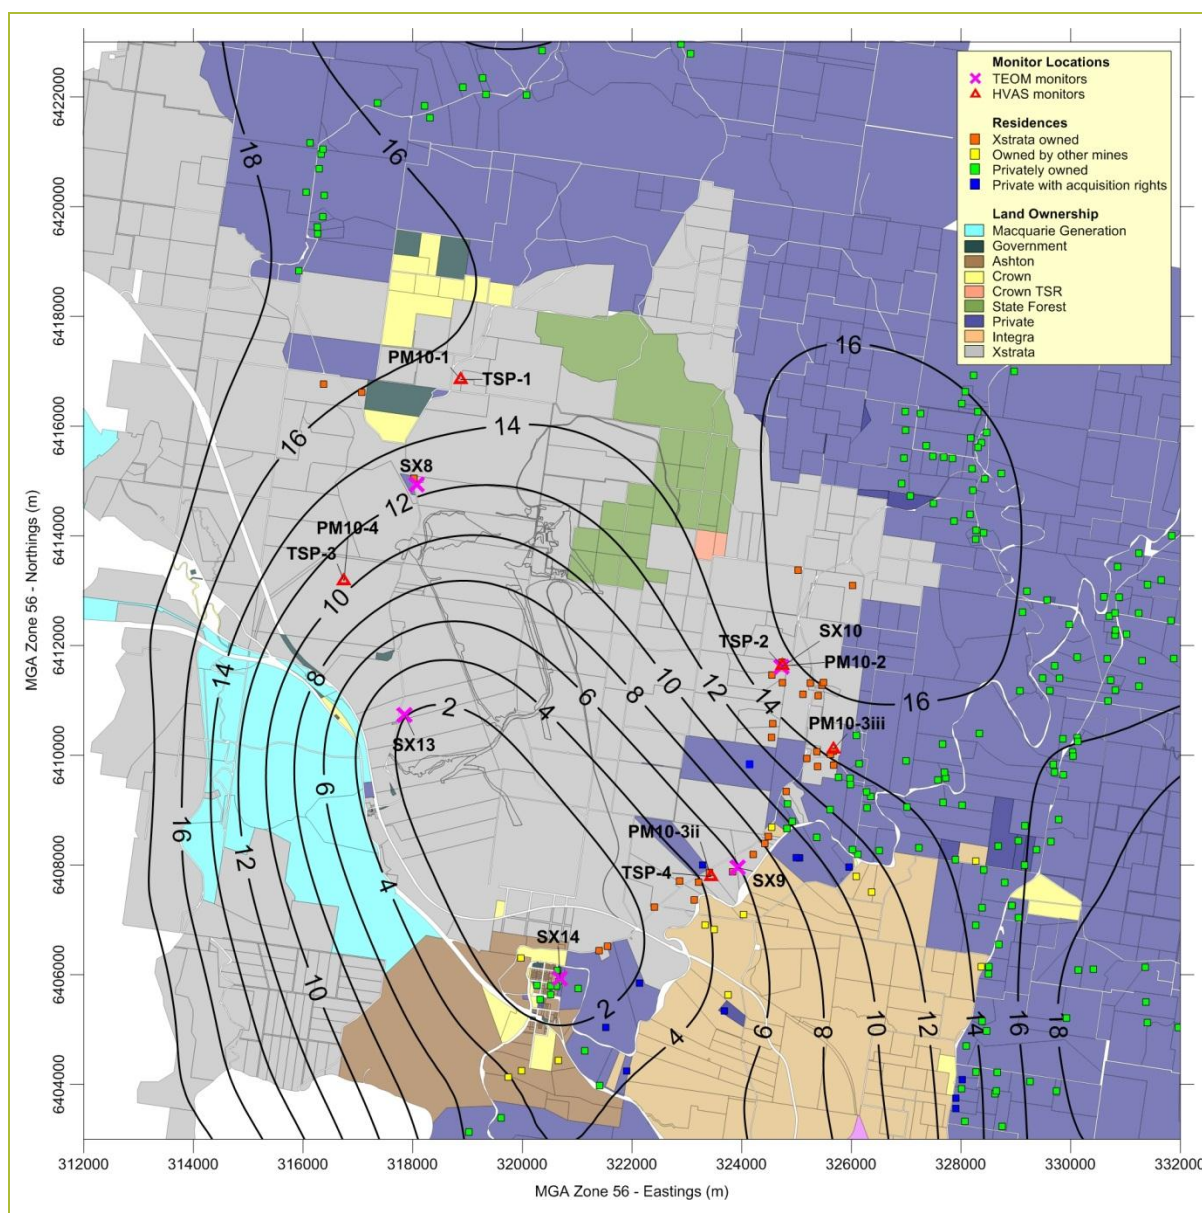 Monitor Locations
TEOM monitors
HVAS monitors
Residences
Xstrata owned
Owned by other mines
Privately owned
Private with acquisition rights
Land Ownership
Macquarie Generation
Government
Ashton
Crown
Crown TSR
State Forest
Private
Integra
Xstrata
18
16
16
PM10-1
TSP-1
16
14
SX8
12
PM10-4
TSP-3
10
TSP-2
SX10
PM10-2
14
8
6
8
10
12
14
16
2
4
SX13
PM10-3iii
6
16
12
4
PM10-3ii
TSP-4
SX9
SX14
10
2
4
6
8
10
12
14
16
18
6422000
6420000
6418000
6416000
6414000
6412000
6410000
6408000
6406000
6404000
MGA Zone 56 - Northings (m)
312000 314000 316000 318000 320000 322000 324000 326000 328000 330000 332000
MGA Zone 56 - Eastings (m)